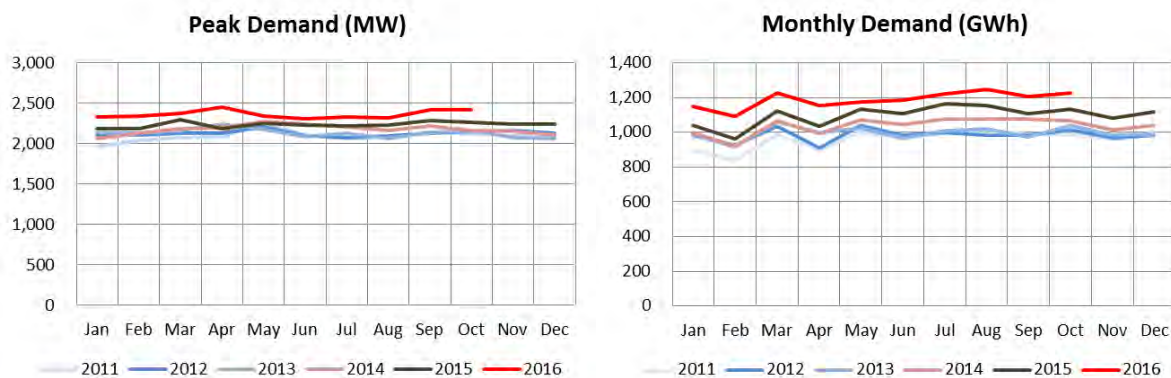 Peak Demand (MW)
3,000
2,500
2,000
1,500
1,000
500
0
Jan Feb Mar Apr May Jun Jul Aug Sep Oct Nov Dec
2011 2012 2013 2014 2015 2016
Monthly Demand (GWh)
1,400
1,200
1,000
800
600
400
200
0
Jan Feb Mar Apr May Jun Jul Aug Sep Oct Nov Dec
2011 2012 2013 2014 2015 2016